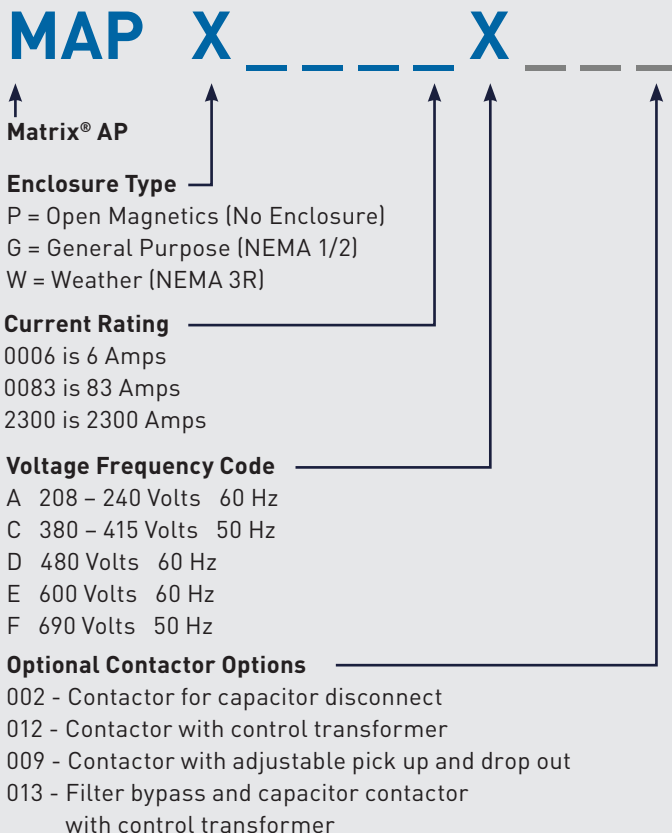 MAP X _ _ _ _ X _ _ _
Matrix® AP
Enclosure Type
P = Open Magnetics (No Enclosure)
G = General Purpose (NEMA 1/2)
W = Weather (NEMA 3R)
Current Rating
0006 is 6 Amps
0083 is 83 Amps
2300 is 2300 Amps
Voltage Frequency Code
A 208 – 240 Volts 60 Hz
C 380 – 415 Volts 50 Hz
D 480 Volts 60 Hz
E 600 Volts 60 Hz
F 690 Volts 50 Hz
Optional Contactor Options
002 - Contactor for capacitor disconnect
012 - Contactor with control transformer
009 - Contactor with adjustable pick up and drop out
013 - Filter bypass and capacitor contactor
with control transformer